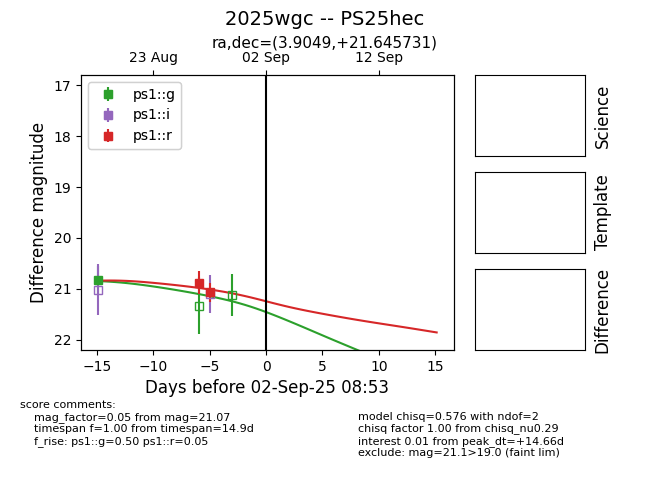 2025wgc -- PS25hec
ra,dec=(3.9049,+21.645731)
23 Aug 02 Sep 12 Sep
ps1::g
ps1::i
ps1::r
17
18
19
20
21
22
Difference magnitude
−15 −10 −5 0 5 10 15
Days before 02-Sep-25 08:53
Science
Template
Difference
score comments:
mag_factor=0.05 from mag=21.07
timespan f=1.00 from timespan=14.9d
f_rise: ps1::g=0.50 ps1::r=0.05
model chisq=0.576 with ndof=2
chisq factor 1.00 from chisq_nu0.29
interest 0.01 from peak_dt=+14.66d
exclude: mag=21.1>19.0 (faint lim)